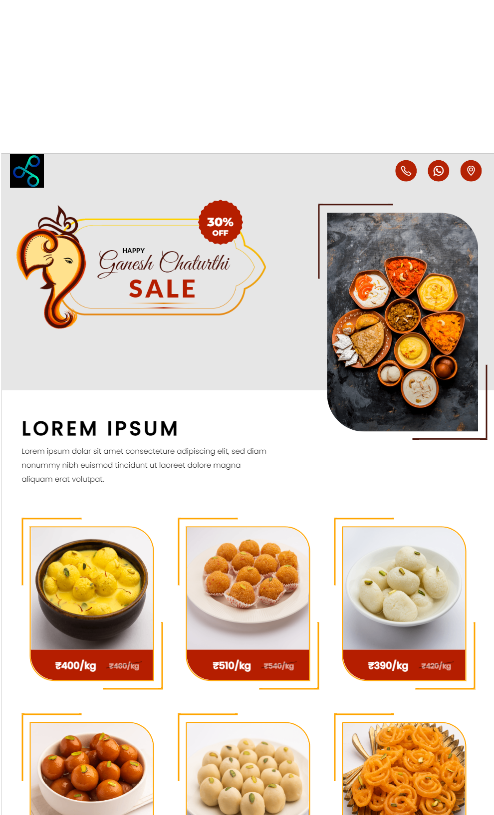 30%
OFF
HAPPY
Ganesh Chaturthi
SALE
LOREM IPSUM
Lorem ipsum dolor sit amet consecteture adipiscing elit, sed diam
nonummy nibh euismod tincidunt ut laoreet dolore magna
aliquam erat volutpat.
₹400/kg ₹480/kg
₹510/kg ₹540/kg
₹390/kg ₹420/kg